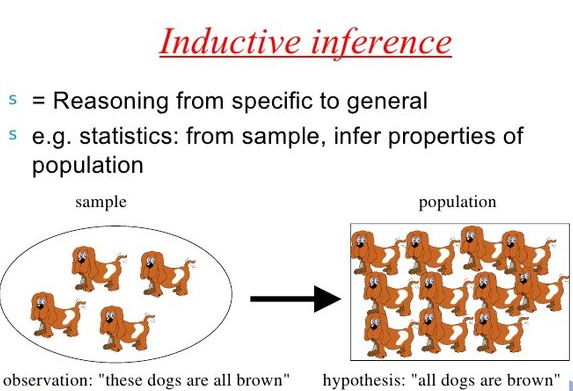 Inductive inference
s = Reasoning from specific to general
s e.g. statistics: from sample, infer properties of
population
sample
population
observation: "these dogs are all brown"
hypothesis: "all dogs are brown"